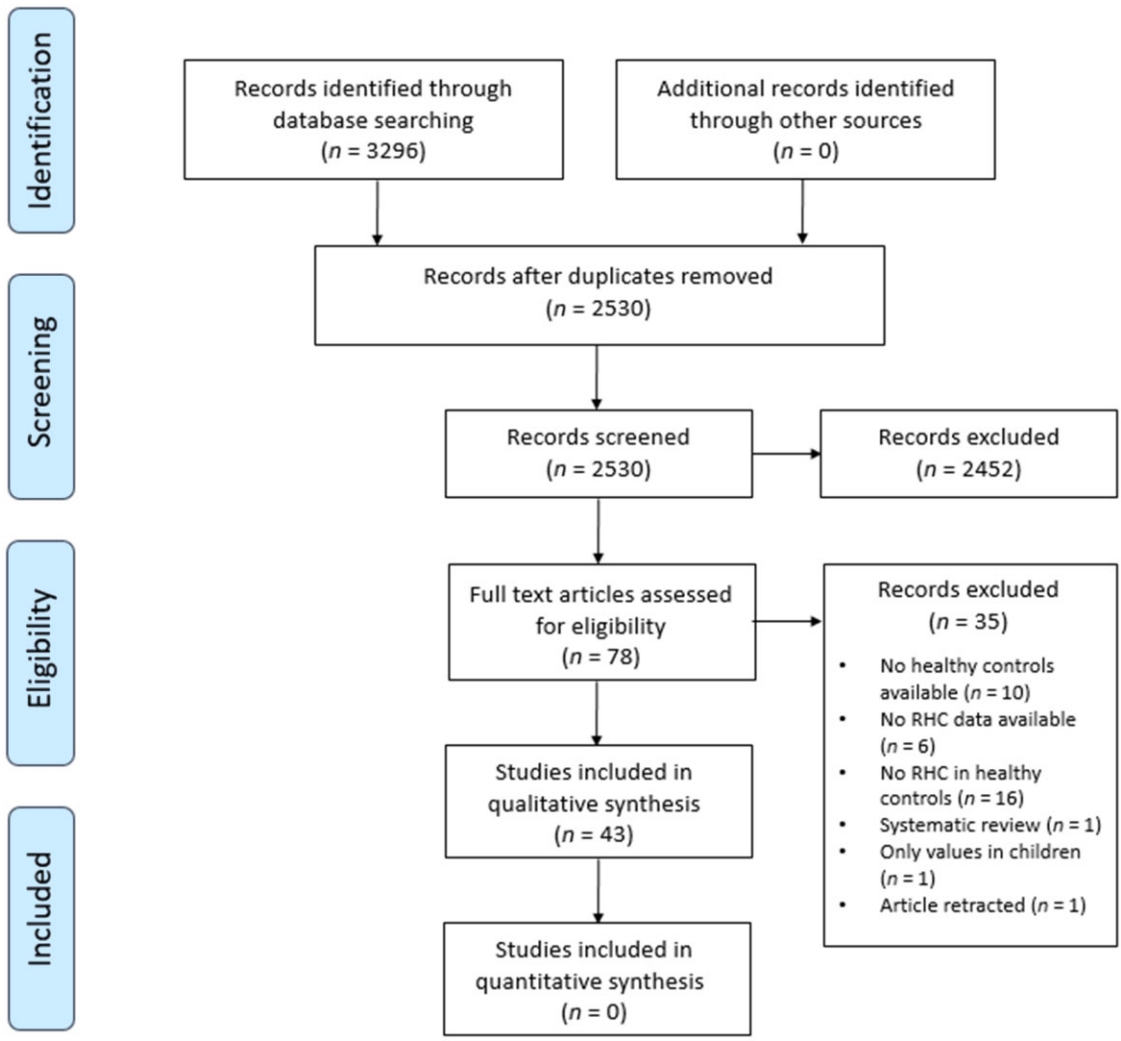 Identification
Records identified through
database searching
(n = 3296)
Additional records identified
through other sources
(n = 0)
Records after duplicates removed
(n = 2530)
Screening
Records screened
(n = 2530)
Records excluded
(n = 2452)
Eligibility
Full text articles assessed
for eligibility
(n = 78)
Records excluded
(n = 35)
• No healthy controls
available (n = 10)
• No RHC data available
(n = 6)
• No RHC in healthy
controls (n = 16)
• Systematic review (n = 1)
• Only values in children
(n = 1)
• Article retracted (n = 1)
Studies included in
qualitative synthesis
(n = 43)
Included
Studies included in
quantitative synthesis
(n = 0)